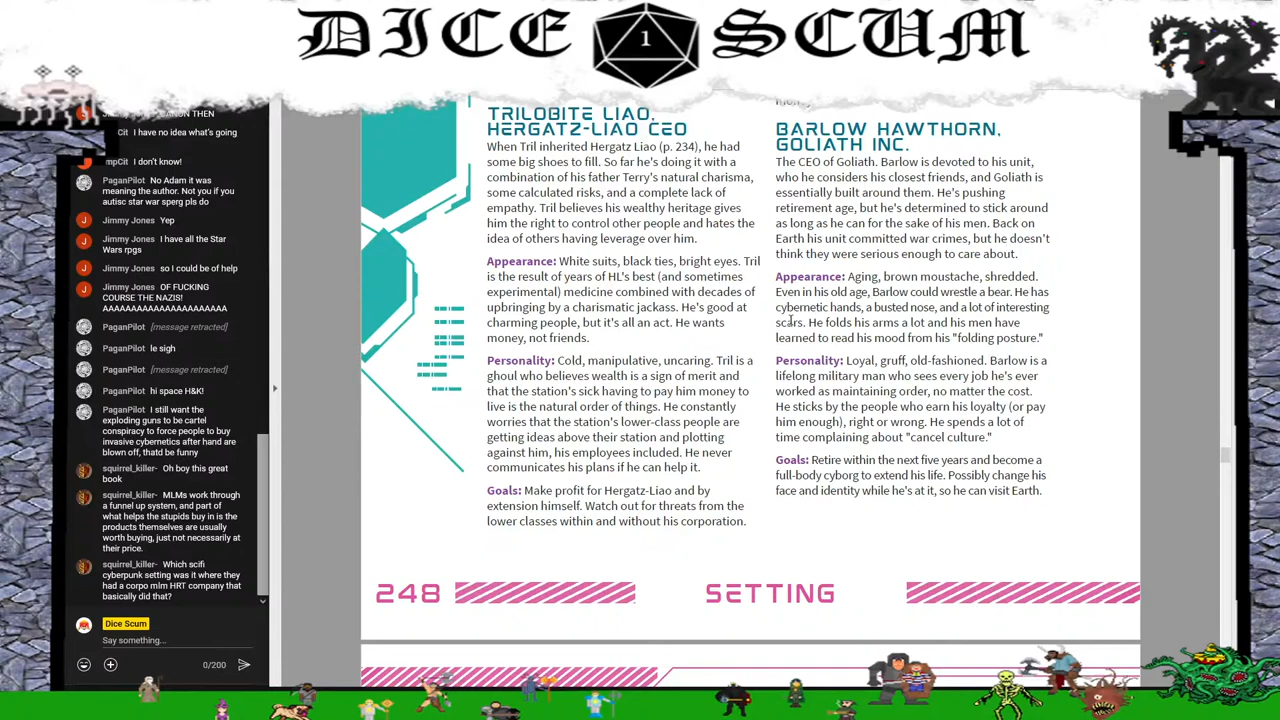 DICE SCUM
1
CANON THEN
Cit I have no idea what's going
mpCit I don't know!
PaganPilot No Adam it was
meaning the author. Not you if you
autisc star war sperg pls do
Jimmy Jones Yep
Jimmy Jones I have all the Star
Wars rpgs
Jimmy Jones so I could be of help
Jimmy Jones OF FUCKING
COURSE THE NAZIS!
AAAAAAAAAAAAAAAAAAAAAA
PaganPilot [message retracted]
PaganPilot le sigh
PaganPilot [message retracted]
PaganPilot hi space H&K!
PaganPilot I still want the
exploding guns to be cartel
conspiracy to force people to buy
invasive cybernetics after hand are
blown off, thatd be funny
squirrel_killer- Oh boy this great
book
squirrel_killer- MLMs work through
a funnel up system, and part of
what helps the stupids buy in is the
products themselves are usually
worth buying, just not necessarily at
their price.
squirrel_killer- Which scifi
cyberpunk setting was it where they
had a corpo mlm HRT company that
basically did that?
Dice Scum
Say something...
0/200
TRILOBITE LIAO,
HERGATZ-LIAO CEO
When Tril inherited Hergatz Liao (p. 234), he had
some big shoes to fill. So far he's doing it with a
combination of his father Terry's natural charisma,
some calculated risks, and a complete lack of
empathy. Tril believes his wealthy heritage gives
him the right to control other people and hates the
idea of others having leverage over him.
Appearance: White suits, black ties, bright eyes. Tril
is the result of years of HL's best (and sometimes
experimental) medicine combined with decades of
upbringing by a charismatic jackass. He's good at
charming people, but it's all an act. He wants
money, not friends.
Personality: Cold, manipulative, uncaring. Tril is a
ghoul who believes wealth is a sign of merit and
that the station's sick having to pay him money to
live is the natural order of things. He constantly
worries that the station's lower-class people are
getting ideas above their station and plotting
against him, his employees included. He never
communicates his plans if he can help it.
Goals: Make profit for Hergatz-Liao and by
extension himself. Watch out for threats from the
lower classes within and without his corporation.
BARLOW HAWTHORN,
GOLIATH INC.
The CEO of Goliath. Barlow is devoted to his unit,
who he considers his closest friends, and Goliath is
essentially built around them. He's pushing
retirement age, but he's determined to stick around
as long as he can for the sake of his men. Back on
Earth his unit committed war crimes, but he doesn't
think they were serious enough to care about.
Appearance: Aging, brown moustache, shredded.
Even in his old age, Barlow could wrestle a bear. He has
cybernetic hands, a busted nose, and a lot of interesting
scars. He folds his arms a lot and his men have
learned to read his mood from his "folding posture."
Personality: Loyal, gruff, old-fashioned. Barlow is a
lifelong military man who sees every job he's ever
worked as maintaining order, no matter the cost.
He sticks by the people who earn his loyalty (or pay
him enough), right or wrong. He spends a lot of
time complaining about "cancel culture."
Goals: Retire within the next five years and become a
full-body cyborg to extend his life. Possibly change his
face and identity while he's at it, so he can visit Earth.
248
SETTING